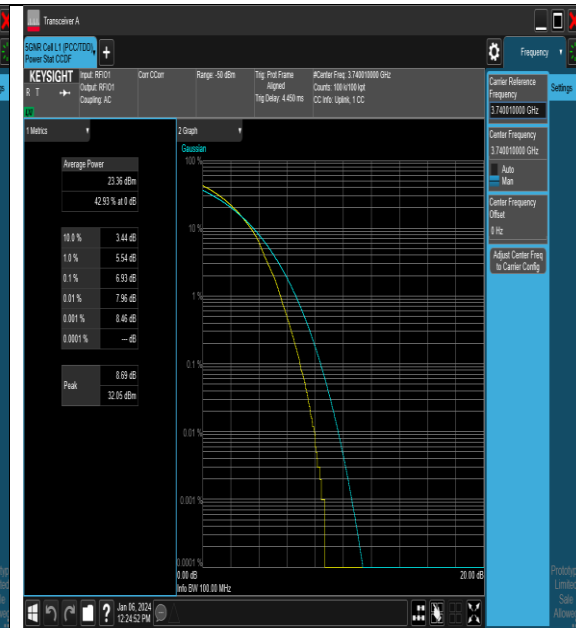 Transceiver A
5GNR Cell L1 (PCC/TDD),
Power Stat CCDF
+
Frequency
KEYSIGHT
R T
LXI
Input: RFIO1
Output: RFIO1
Coupling: AC
Corr CCorr
Range: -50 dBm
Trig: Prot Frame
Aligned
Trig Delay: 4.450 ms
#Center Freq: 3.740010000 GHz
Counts: 100 k/100 kpt
CC Info: Uplink, 1 CC
1 Metrics
Average Power
23.36 dBm
42.93 % at 0 dB
10.0 % 3.44 dB
1.0 % 5.54 dB
0.1 % 6.93 dB
0.01 % 7.96 dB
0.001 % 8.46 dB
0.0001 % --- dB
Peak
8.69 dB
32.05 dBm
2 Graph
Gaussian
100 %
10 %
1 %
0.1 %
0.01 %
0.001 %
0.0001 %
0.00 dB
20.00 dB
Info BW 100.00 MHz
Carrier Reference
Frequency
3.740010000 GHz
Center Frequency
3.740010000 GHz
Auto
Man
Center Frequency
Offset
0 Hz
Adjust Center Freq
to Carrier Config
Settings
Jan 06, 2024
12:24:52 PM
?
Limited
Sale